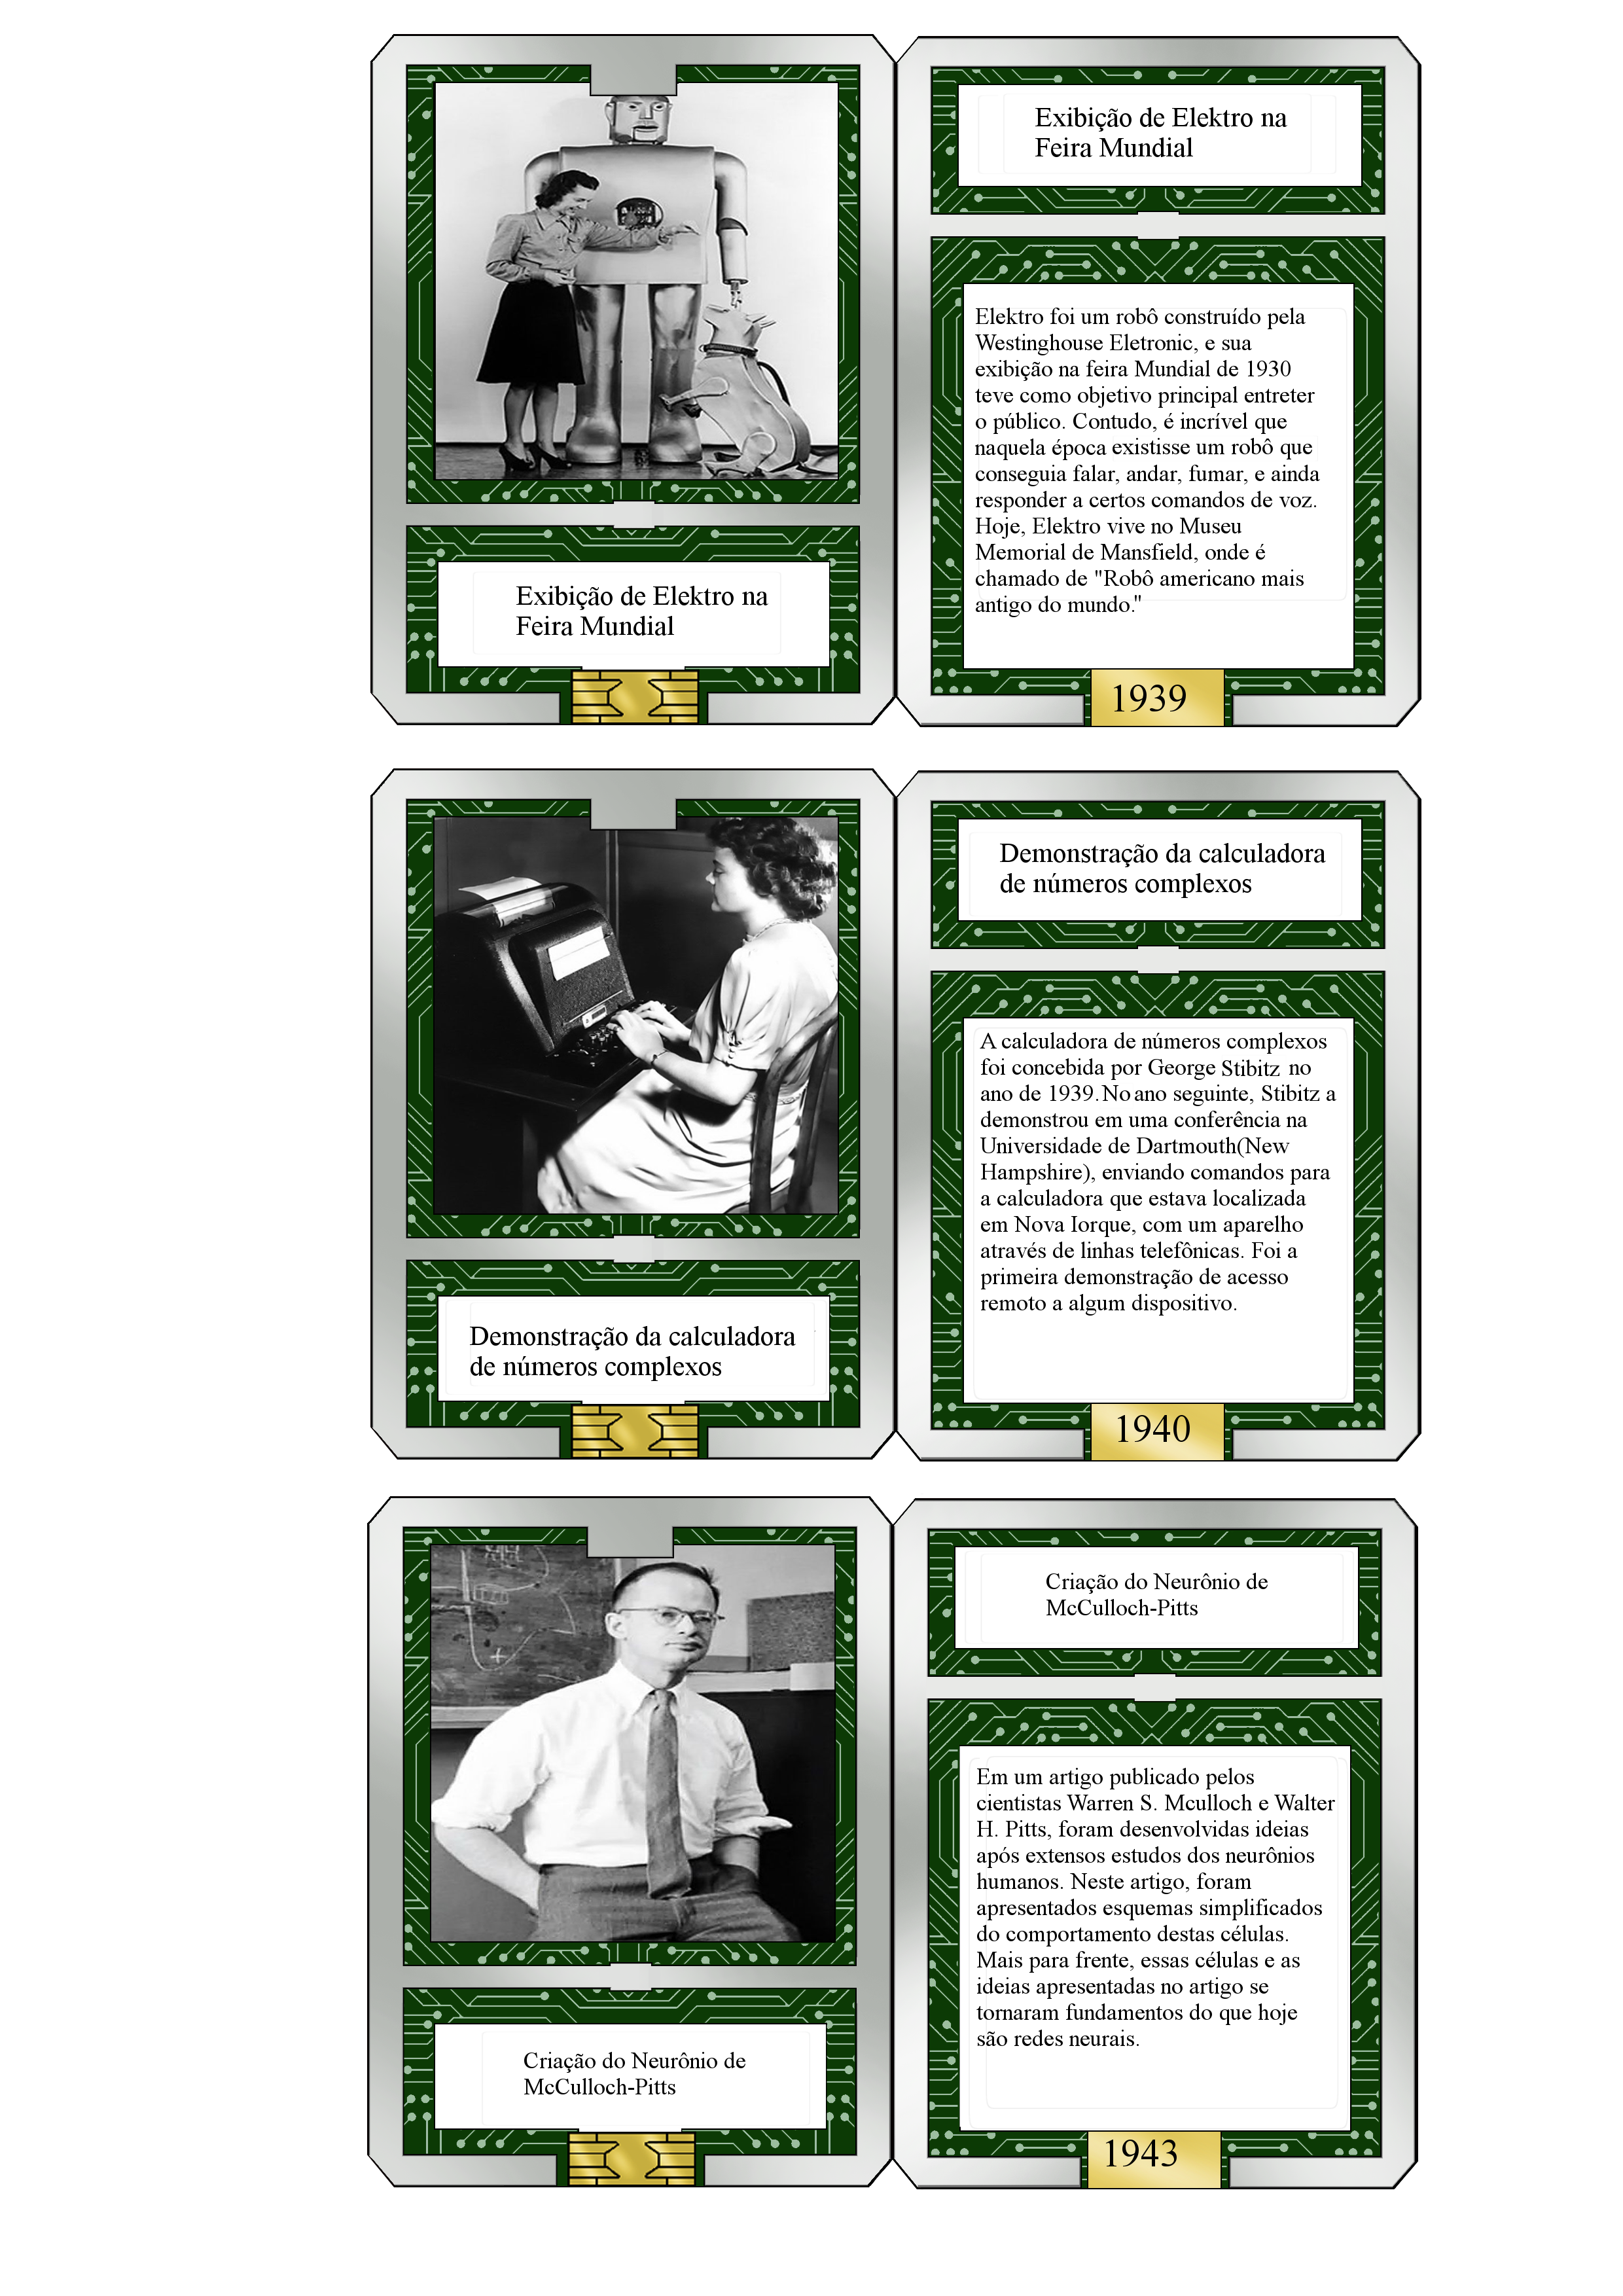 Exibição de Elektro na
Feira Mundial
Exibição de Elektro na
Feira Mundial
Elektro foi um robô construído pela
Westinghouse Eletronic, e sua
exibição na feira Mundial de 1930
teve como objetivo principal entreter
o público. Contudo, é incrível que
naquela época existisse um robô que
conseguia falar, andar, fumar, e ainda
responder a certos comandos de voz.
Hoje, Elektro vive no Museu
Memorial de Mansfield, onde é
chamado de "Robô americano mais
antigo do mundo."
1939
Demonstração da calculadora
de números complexos
Demonstração da calculadora
de números complexos
A calculadora de números complexos
foi concebida por George Stibitz no
ano de 1939. No ano seguinte, Stibitz a
demonstrou em uma conferência na
Universidade de Dartmouth(New
Hampshire), enviando comandos para
a calculadora que estava localizada
em Nova Iorque, com um aparelho
através de linhas telefônicas. Foi a
primeira demonstração de acesso
remoto a algum dispositivo.
1940
Criação do Neurônio de
McCulloch-Pitts
Criação do Neurônio de
McCulloch-Pitts
Em um artigo publicado pelos
cientistas Warren S. Mculloch e Walter
H. Pitts, foram desenvolvidas ideias
após extensos estudos dos neurônios
humanos. Neste artigo, foram
apresentados esquemas simplificados
do comportamento destas células.
Mais para frente, essas células e as
ideias apresentadas no artigo se
tornaram fundamentos do que hoje
são redes neurais.
1943